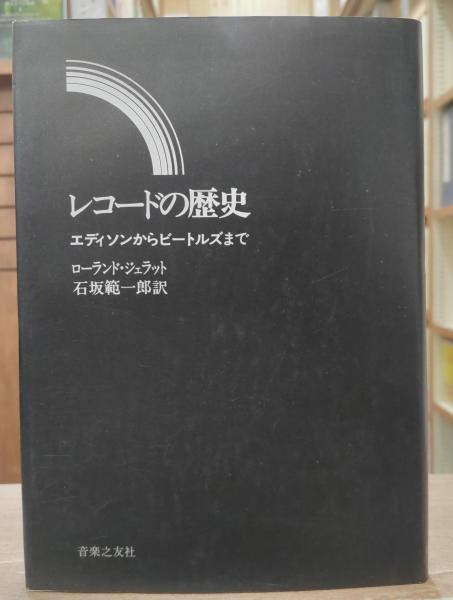 レコードの歴史
エディソンからビートルズまで
ローランド・ジェラット
石坂範一郎訳
音楽之友社